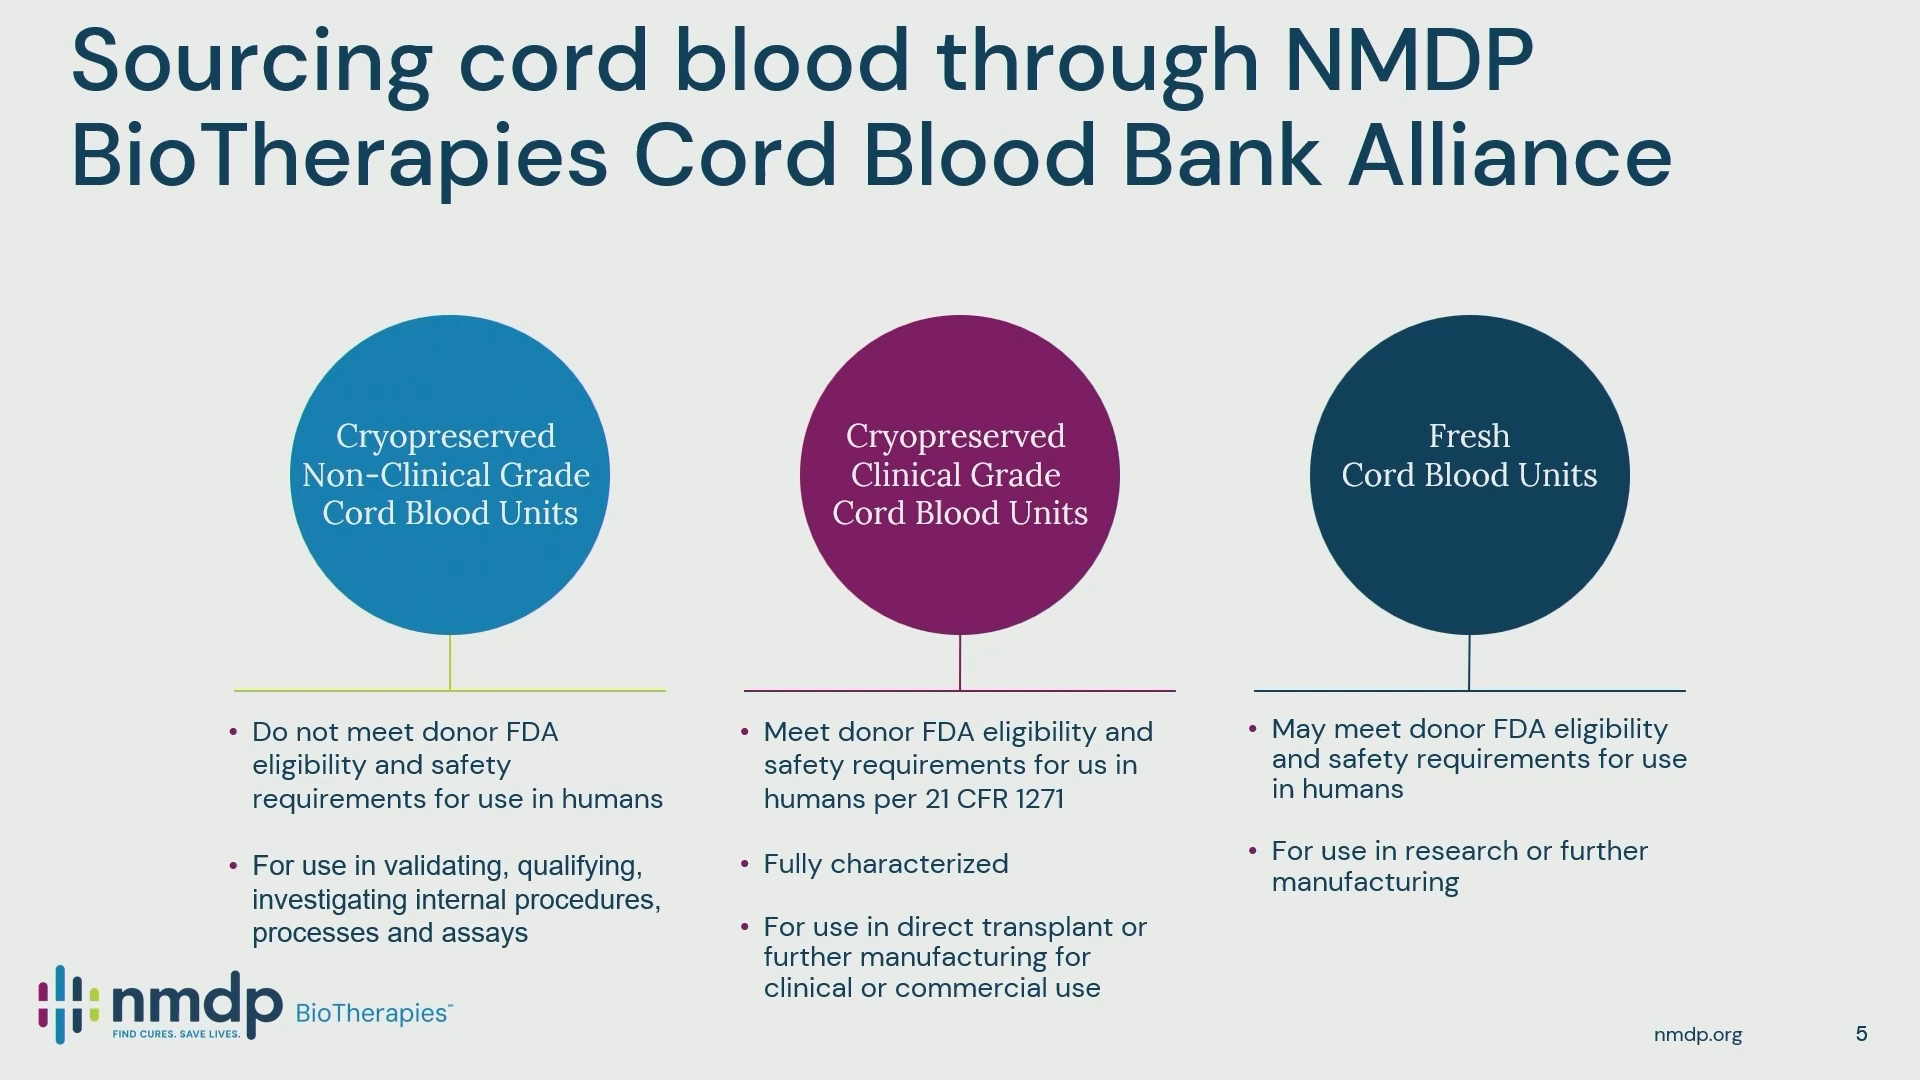 Sourcing cord blood through NMDP
BioTherapies Cord Blood Bank Alliance
Cryopreserved
Non-Clinical Grade
Cord Blood Units
• Do not meet donor FDA
eligibility and safety
requirements for use in humans
• For use in validating, qualifying,
investigating internal procedures,
processes and assays
Cryopreserved
Clinical Grade
Cord Blood Units
• Meet donor FDA eligibility and
safety requirements for us in
humans per 21 CFR 1271
• Fully characterized
• For use in direct transplant or
further manufacturing for
clinical or commercial use
Fresh
Cord Blood Units
• May meet donor FDA eligibility
and safety requirements for use
in humans
• For use in research or further
manufacturing
nmdp BioTherapies℠
FIND CURES. SAVE LIVES.
nmdp.org
5